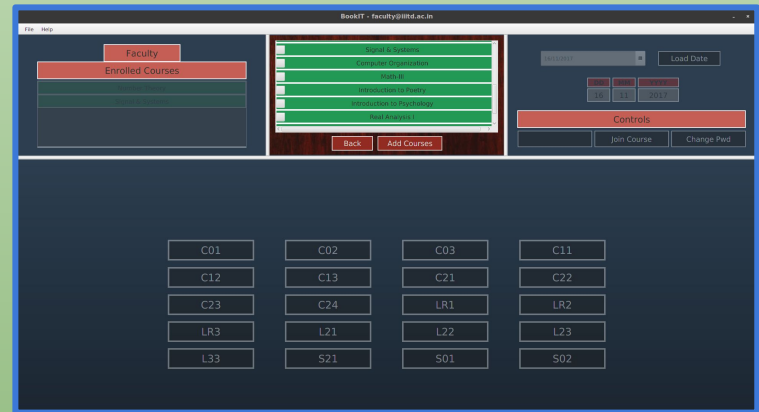 BookIT - faculty@iiitd.ac.in
File Help
Faculty
Enrolled Courses
Signal & Systems
Computer Organization
Math-III
Introduction to Poetry
Introduction to Psychology
Real Analysis I
Back Add Courses
Load Date
16 11 2017
Controls
Join Course Change Pwd
C01 C02 C03 C11
C12 C13 C21 C22
C23 C24 LR1 LR2
LR3 L21 L22 L23
L33 S21 S01 S02